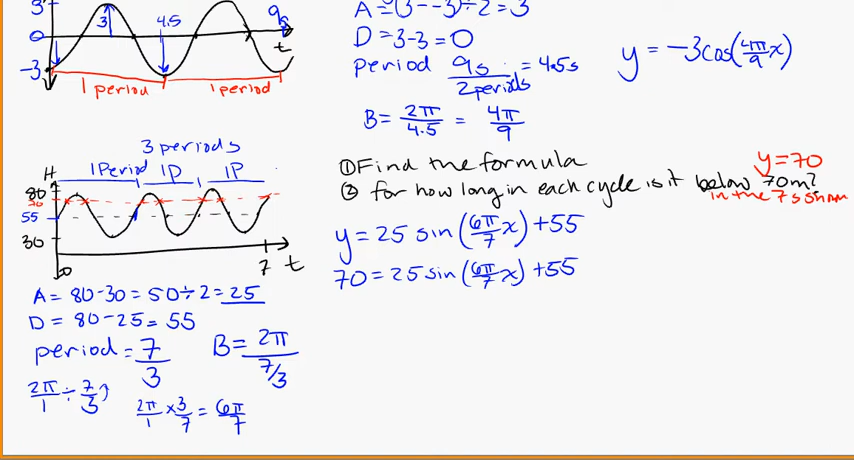 3
0
-3
3
4.5
9s
t
1 period
1 period
A = (3 - -3) ÷ 2 = 3
D = 3-3 = 0
period 9s / 2 periods = 4.5s
B = 2π / 4.5 = 4π / 9
y = -3cos(4π/9 x)
3 periods
1Period 1P 1P
H
80
70
55
30
0
7
t
① Find the formula
y=70
② for how long in each cycle is it below 70m?
in the 7s shown
y = 25 sin(6π/7 x) +55
70 = 25 sin(6π/7 x) +55
A = 80-30 = 50÷2 = 25
D = 80-25 = 55
period = 7/3
B = 2π / 7/3
2π/1 ÷ 7/3
2π/1 × 3/7 = 6π/7